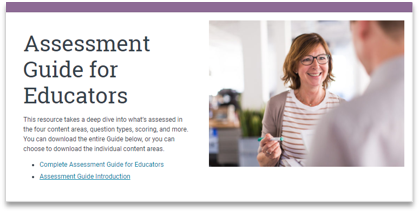 Assessment
Guide for
Educators
This resource takes a deep dive into what's assessed in
the four content areas, question types, scoring, and more.
You can download the entire Guide below, or you can
choose to download the individual content areas.
Complete Assessment Guide for Educators
Assessment Guide Introduction